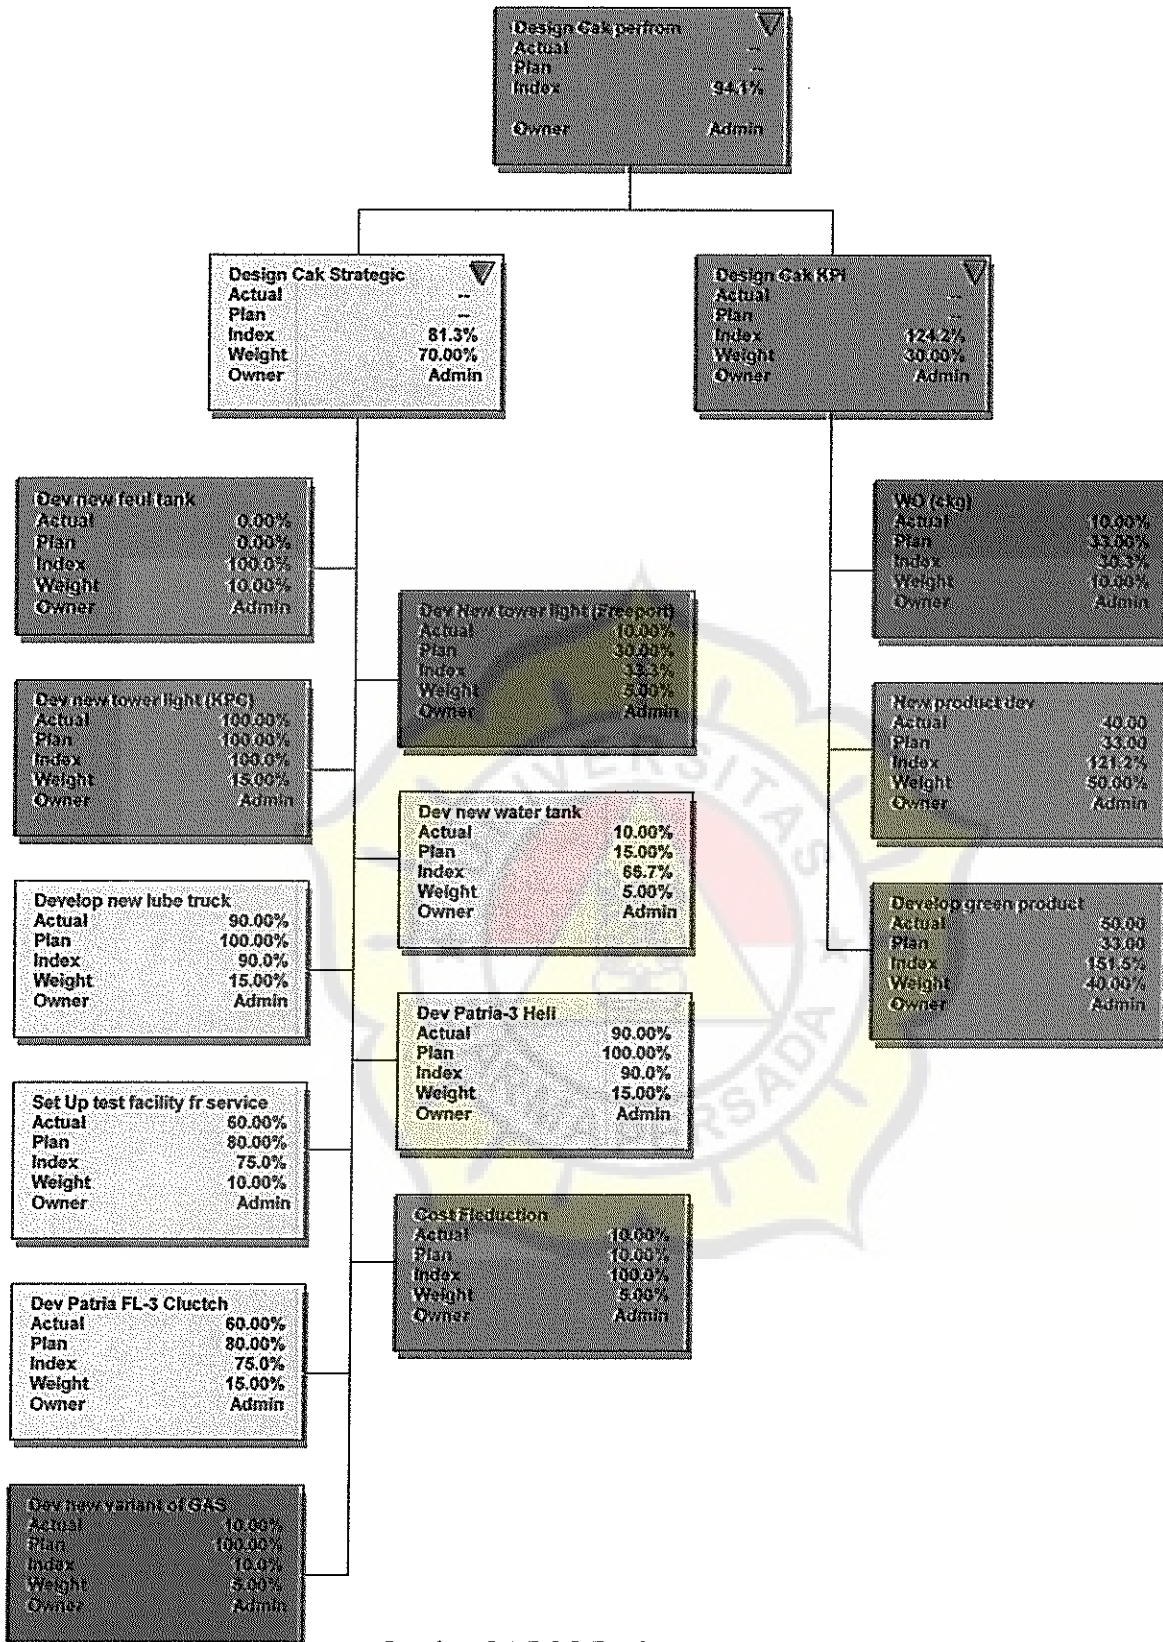 Design Cak perfrom
Actual --
Plan --
Index 94.1%
Owner Admin
Design Cak Strategic
Actual --
Plan --
Index 81.3%
Weight 70.00%
Owner Admin
Design Cak KPI
Actual --
Plan --
Index 124.2%
Weight 30.00%
Owner Admin
Dev new feul tank
Actual 0.00%
Plan 0.00%
Index 100.0%
Weight 10.00%
Owner Admin
Dev new tower light (KPC)
Actual 100.00%
Plan 100.00%
Index 100.0%
Weight 15.00%
Owner Admin
Develop new lube truck
Actual 90.00%
Plan 100.00%
Index 90.0%
Weight 15.00%
Owner Admin
Set Up test facility fr service
Actual 60.00%
Plan 80.00%
Index 75.0%
Weight 10.00%
Owner Admin
Dev Patria FL-3 Cluctch
Actual 60.00%
Plan 80.00%
Index 75.0%
Weight 15.00%
Owner Admin
Dev new variant of GAS
Actual 10.00%
Plan 100.00%
Index 10.0%
Weight 5.00%
Owner Admin
Dev New tower light (Freeport)
Actual 10.00%
Plan 30.00%
Index 33.3%
Weight 5.00%
Owner Admin
Dev new water tank
Actual 10.00%
Plan 15.00%
Index 66.7%
Weight 5.00%
Owner Admin
Dev Patria-3 Heli
Actual 90.00%
Plan 100.00%
Index 90.0%
Weight 15.00%
Owner Admin
Cost Fleduction
Actual 10.00%
Plan 10.00%
Index 100.0%
Weight 5.00%
Owner Admin
WO (ckg)
Actual 10.00%
Plan 33.00%
Index 30.3%
Weight 10.00%
Owner Admin
New product dev
Actual 40.00
Plan 33.00
Index 121.2%
Weight 50.00%
Owner Admin
Develop green product
Actual 50.00
Plan 33.00
Index 151.5%
Weight 40.00%
Owner Admin
UNIVERSITAS
DARMA PERSADA